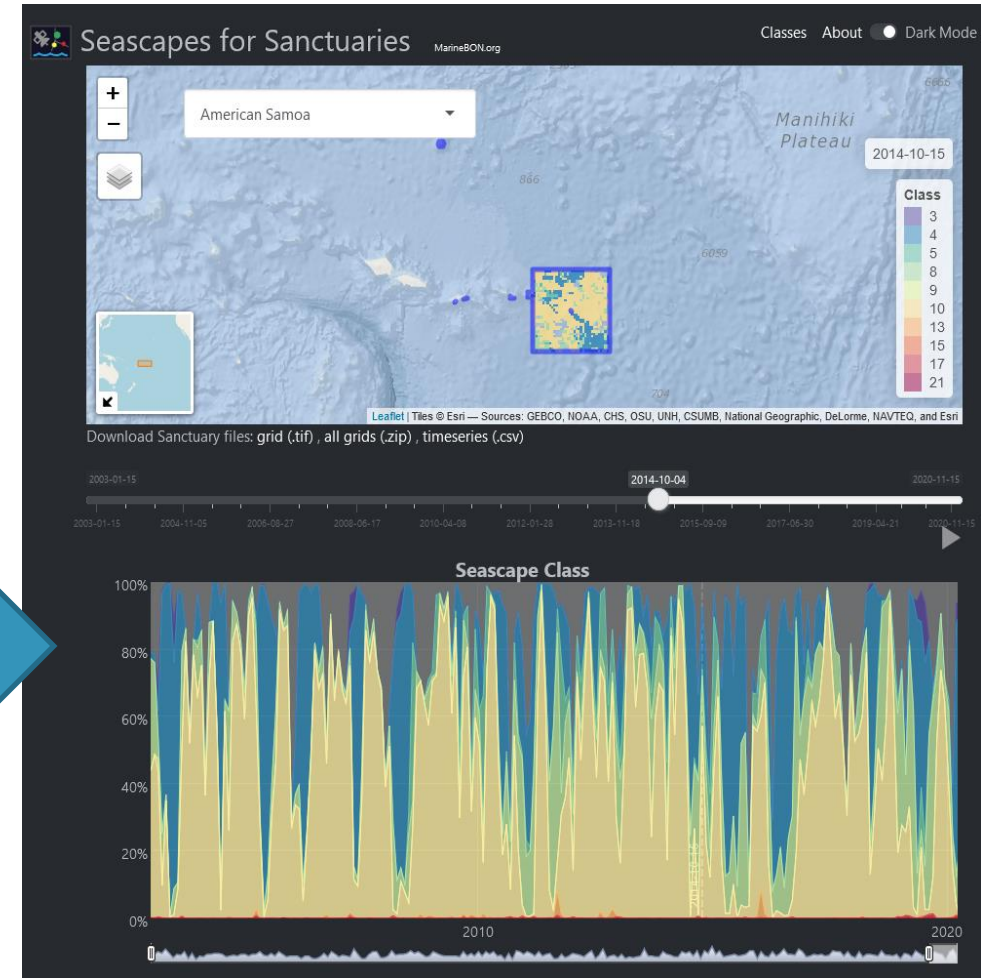 Seascapes for Sanctuaries MarineBON.org
Classes About Dark Mode
+
−
American Samoa
Manihiki
Plateau
2014-10-15
866
6059
Class
3
4
5
8
9
10
13
15
17
21
Leaflet | Tiles © Esri — Sources: GEBCO, NOAA, CHS, OSU, UNH, CSUMB, National Geographic, DeLorme, NAVTEQ, and Esri
Download Sanctuary files: grid (.tif) , all grids (.zip) , timeseries (.csv)
2003-01-15 2014-10-04 2020-11-15
2003-01-15 2004-11-05 2006-08-27 2008-06-17 2010-04-08 2012-01-28 2013-11-18 2015-09-09 2017-06-30 2019-04-21 2020-11-15
Seascape Class
100%
80%
60%
40%
20%
0%
2010 2020